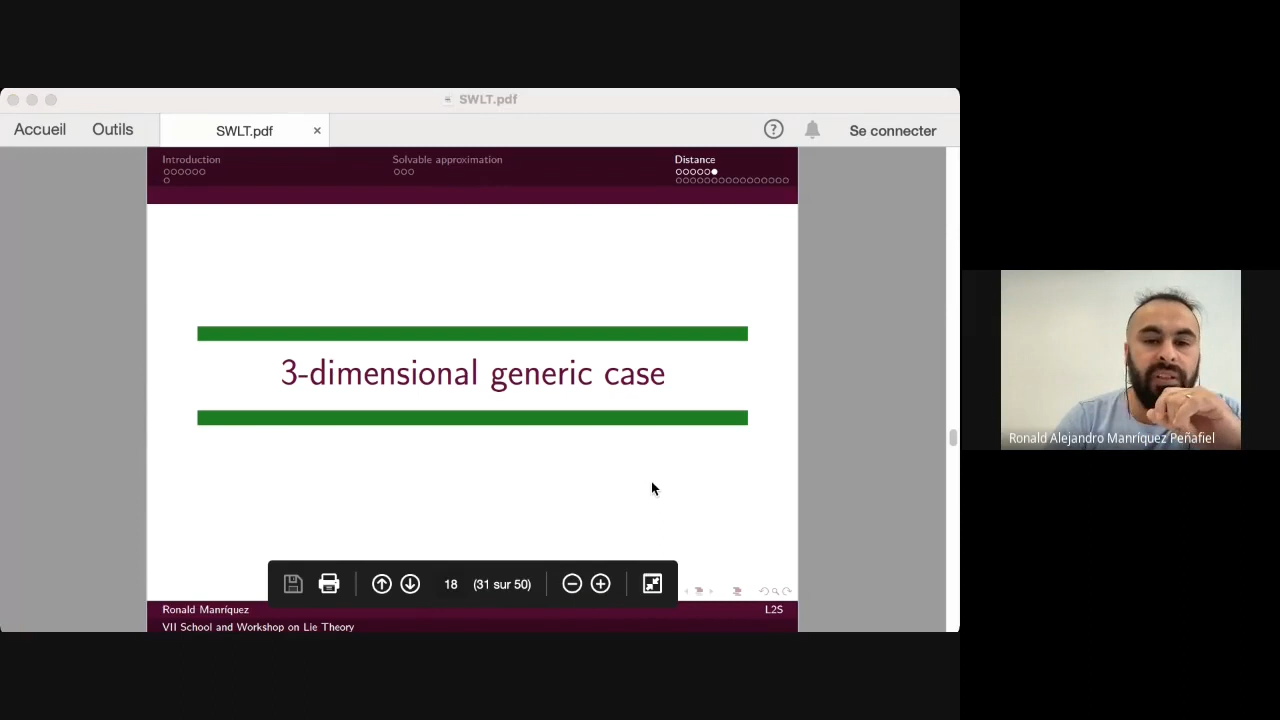 SWLT.pdf
Accueil
Outils
SWLT.pdf
Se connecter
Introduction
Solvable approximation
Distance
3-dimensional generic case
18 (31 sur 50)
Ronald Manríquez
L2S
VII School and Workshop on Lie Theory
Ronald Alejandro Manríquez Peñafiel